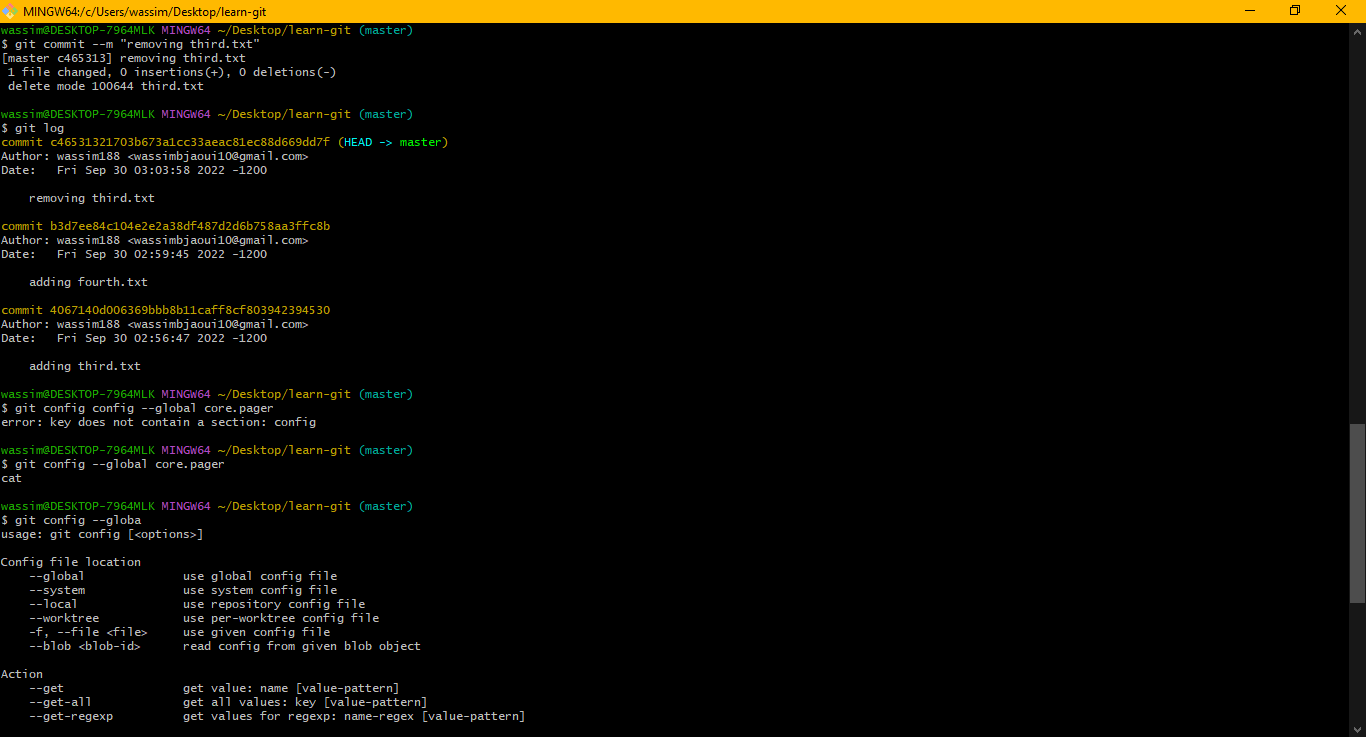 MINGW64:/c/Users/wassim/Desktop/learn-git
wassim@DESKTOP-7964MLK MINGW64 ~/Desktop/learn-git (master)
$ git commit --m "removing third.txt"
[master c465313] removing third.txt
 1 file changed, 0 insertions(+), 0 deletions(-)
 delete mode 100644 third.txt

wassim@DESKTOP-7964MLK MINGW64 ~/Desktop/learn-git (master)
$ git log
commit c46531321703b673a1cc33aeac81ec88d669dd7f (HEAD -> master)
Author: wassim188 <wassimbjaoui10@gmail.com>
Date:   Fri Sep 30 03:03:58 2022 -1200

    removing third.txt

commit b3d7ee84c104e2e2a38df487d2d6b758aa3ffc8b
Author: wassim188 <wassimbjaoui10@gmail.com>
Date:   Fri Sep 30 02:59:45 2022 -1200

    adding fourth.txt

commit 4067140d006369bbb8b11caff8cf803942394530
Author: wassim188 <wassimbjaoui10@gmail.com>
Date:   Fri Sep 30 02:56:47 2022 -1200

    adding third.txt

wassim@DESKTOP-7964MLK MINGW64 ~/Desktop/learn-git (master)
$ git config config --global core.pager
error: key does not contain a section: config

wassim@DESKTOP-7964MLK MINGW64 ~/Desktop/learn-git (master)
$ git config --global core.pager
cat

wassim@DESKTOP-7964MLK MINGW64 ~/Desktop/learn-git (master)
$ git config --globa
usage: git config [<options>]

Config file location
    --global              use global config file
    --system              use system config file
    --local               use repository config file
    --worktree            use per-worktree config file
    -f, --file <file>     use given config file
    --blob <blob-id>      read config from given blob object

Action
    --get                 get value: name [value-pattern]
    --get-all             get all values: key [value-pattern]
    --get-regexp          get values for regexp: name-regex [value-pattern]